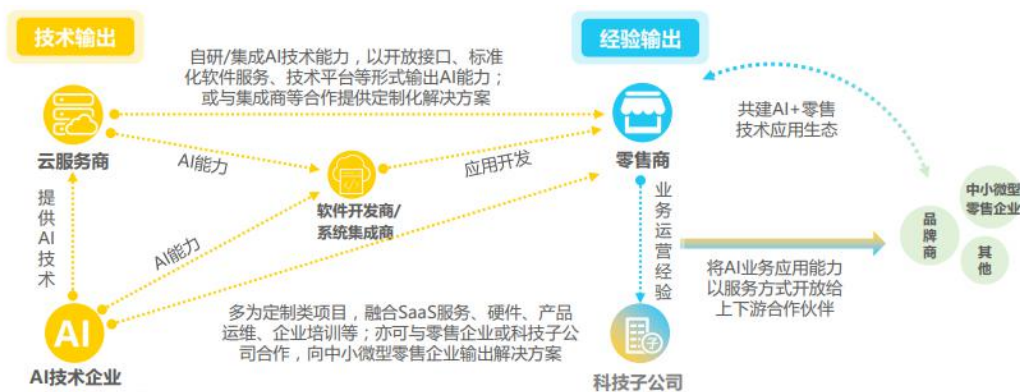 技术输出
经验输出
自研/集成AI技术能力，以开放接口、标准
化软件服务、技术平台等形式输出AI能力；
或与集成商等合作提供定制化解决方案
云服务商
AI能力
应用开发
零售商
共建AI+零售
技术应用生态
提供AI技术
软件开发商/
系统集成商
AI能力
业务运营经验
品牌商
中小微型
零售企业
其他
将AI业务应用能力
以服务方式开放给
上下游合作伙伴
多为定制类项目，融合SaaS服务、硬件、产品
运维、企业培训等；亦可与零售企业或科技子公
司合作，向中小微型零售企业输出解决方案
AI
AI技术企业
子
科技子公司